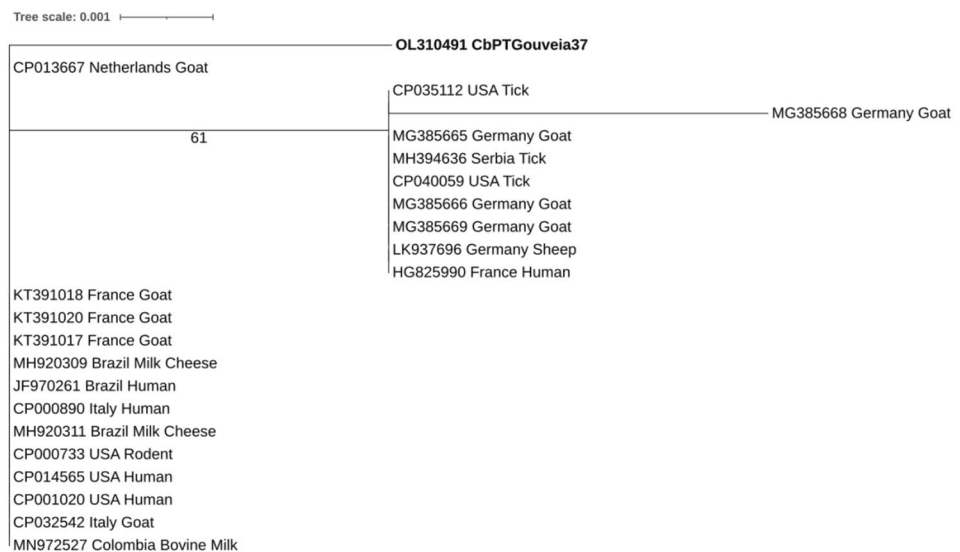 Tree scale: 0.001
OL310491 CbPTGouveia37
CP013667 Netherlands Goat
CP035112 USA Tick
MG385668 Germany Goat
61
MG385665 Germany Goat
MH394636 Serbia Tick
CP040059 USA Tick
MG385666 Germany Goat
MG385669 Germany Goat
LK937696 Germany Sheep
HG825990 France Human
KT391018 France Goat
KT391020 France Goat
KT391017 France Goat
MH920309 Brazil Milk Cheese
JF970261 Brazil Human
CP000890 Italy Human
MH920311 Brazil Milk Cheese
CP000733 USA Rodent
CP014565 USA Human
CP001020 USA Human
CP032542 Italy Goat
MN972527 Colombia Bovine Milk